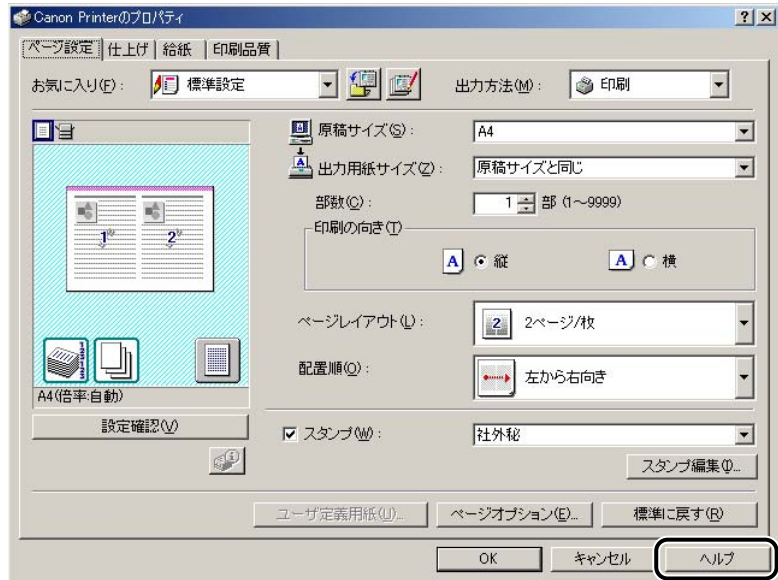 Canon Printerのプロパティ
ページ設定 仕上げ 給紙 印刷品質
お気に入り(F): 標準設定 出力方法(M): 印刷
原稿サイズ(S): A4
出力用紙サイズ(Z): 原稿サイズと同じ
部数(C): 1 部 (1～9999)
印刷の向き(T)
A 縦 A 横
ページレイアウト(L): 2 2ページ/枚
配置順(O): 左から右向き
1 2
A4(倍率:自動)
設定確認(V)
スタンプ(W): 社外秘
スタンプ編集(I)...
ユーザ定義用紙(U)... ページオプション(E)... 標準に戻す(R)
OK キャンセル ヘルプ